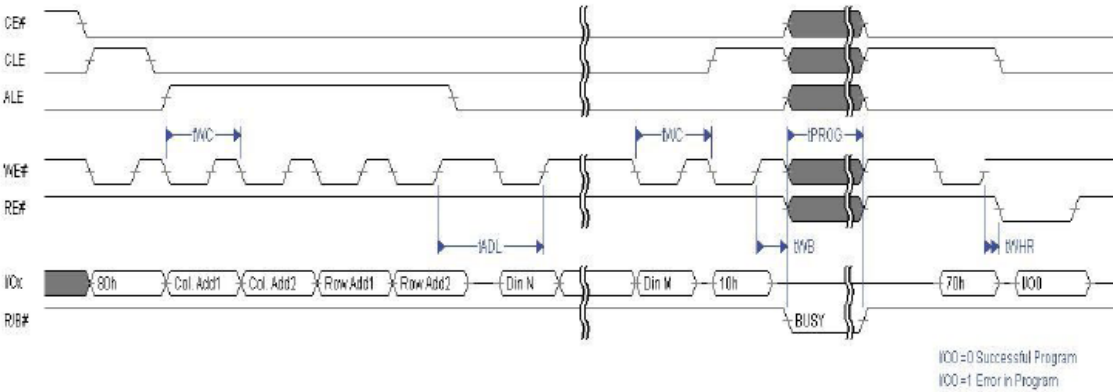 CE#
CLE
ALE
tWC tWC tPROG
WE#
RE#
tADL tWB tWHR
I/Ox 80h Col. Add1 Col. Add2 Row Add1 Row Add2 Din N Din M 10h 70h I/O0
R/B# BUSY
I/O0=0 Successful Program
I/O0=1 Error in Program